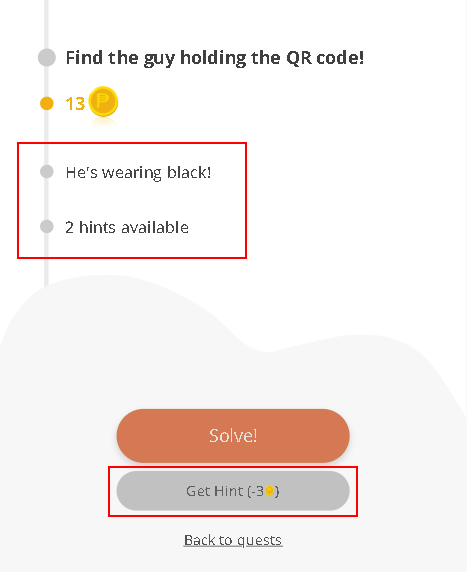 Find the guy holding the QR code!
13
He's wearing black!
2 hints available
Solve!
Get Hint (-3)
Back to quests